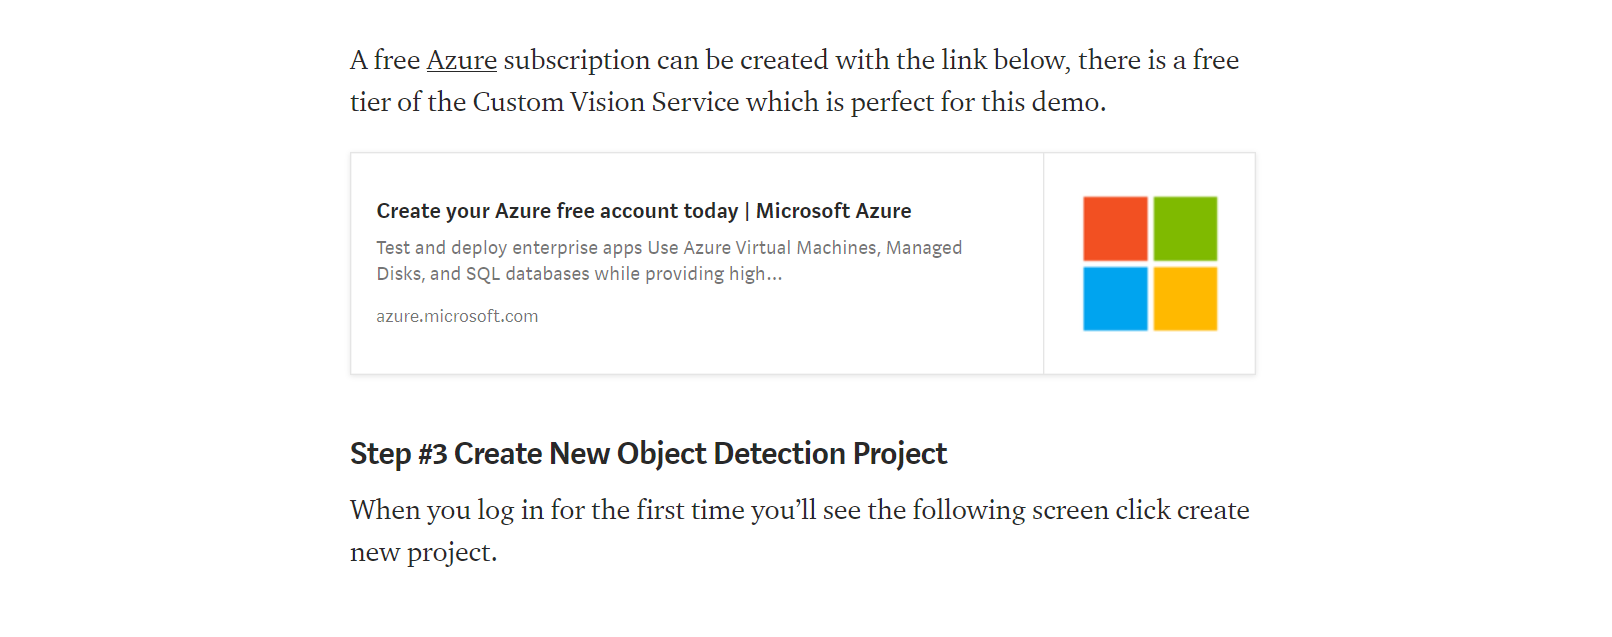 A free Azure subscription can be created with the link below, there is a free
tier of the Custom Vision Service which is perfect for this demo.
Create your Azure free account today | Microsoft Azure
Test and deploy enterprise apps Use Azure Virtual Machines, Managed
Disks, and SQL databases while providing high…
azure.microsoft.com
Step #3 Create New Object Detection Project
When you log in for the first time you’ll see the following screen click create
new project.